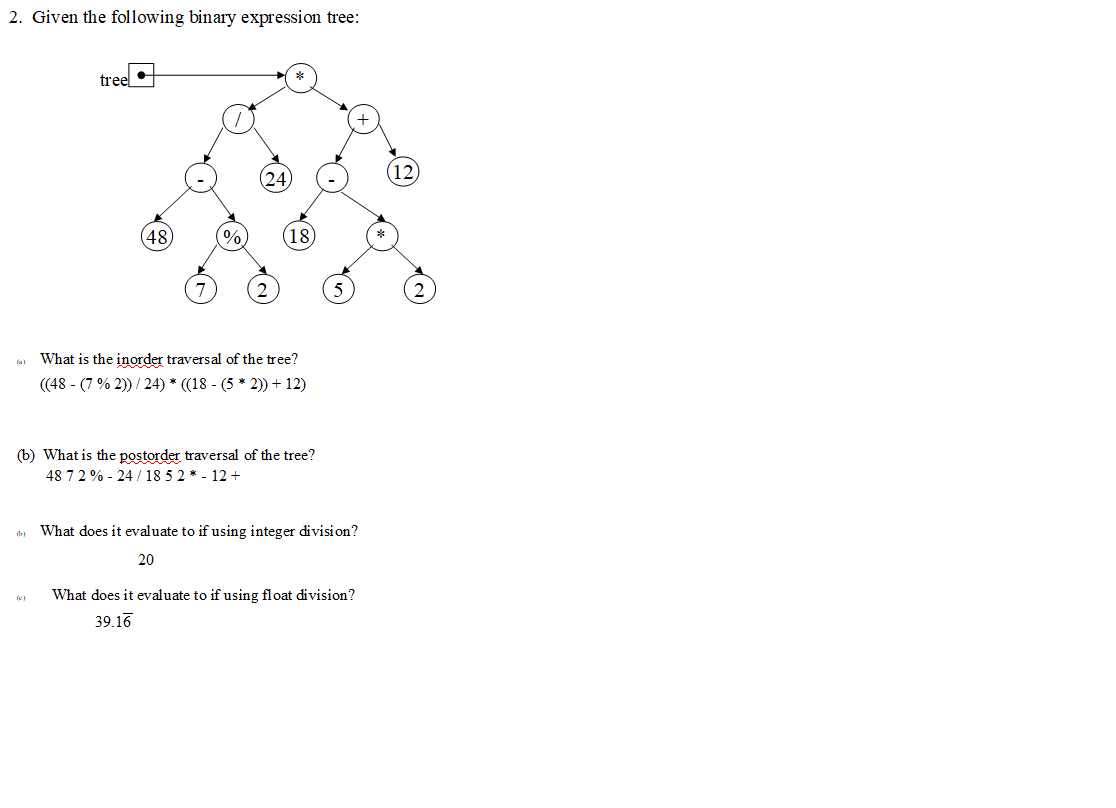 2. Given the following binary expression tree:
tree *
/ +
- 24 - 12
48 % 18 *
7 2 5 2
(a) What is the inorder traversal of the tree?
((48 - (7 % 2)) / 24) * ((18 - (5 * 2)) + 12)
(b) What is the postorder traversal of the tree?
48 7 2 % - 24 / 18 5 2 * - 12 +
(b) What does it evaluate to if using integer division?
20
(c) What does it evaluate to if using float division?
39.16̅